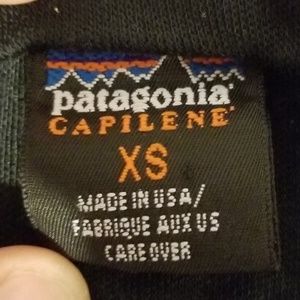 patagonia®
CAPILENE®
XS
MADE IN USA/
FABRIQUE AUX US
CARE OVER